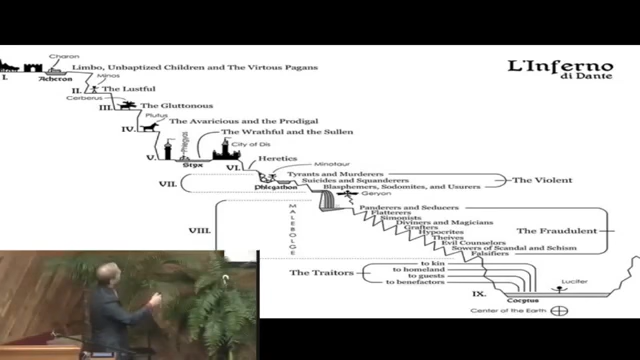 L'Inferno
di Dante
Charon
Limbo, Unbaptized Children and The Virtous Pagans
I.
Acheron
Minos
II.
The Lustful
Cerberus
III.
The Gluttonous
Plutus
IV.
The Avaricious and the Prodigal
Phlegyas
The Wrathful and the Sullen
City of Dis
V.
Styx
Heretics
VI.
Minotaur
Tyrants and Murderers
VII.
Suicides and Squanderers
The Violent
Phlegathon
Blasphemers, Sodomites, and Usurers
Geryon
MALEBOLGE
Panderers and Seducers
Flatterers
Simonists
Diviners and Magicians
VIII.
Grafters
The Fraudulent
Hypocrites
Theives
Evil Counselors
Sowers of Scandal and Schism
Falsifiers
The Traitors
to kin
to homeland
to guests
to benefactors
Lucifer
IX.
Cocytus
Center of the Earth